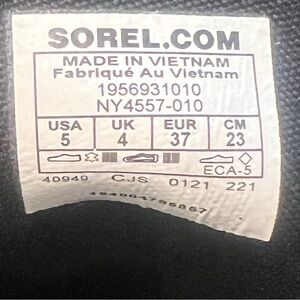 SOREL.COM
MADE IN VIETNAM
Fabriqué Au Vietnam
1956931010
NY4557-010
USA UK EUR CM
5 4 37 23
ECA-5
40949 CJS 0121 221